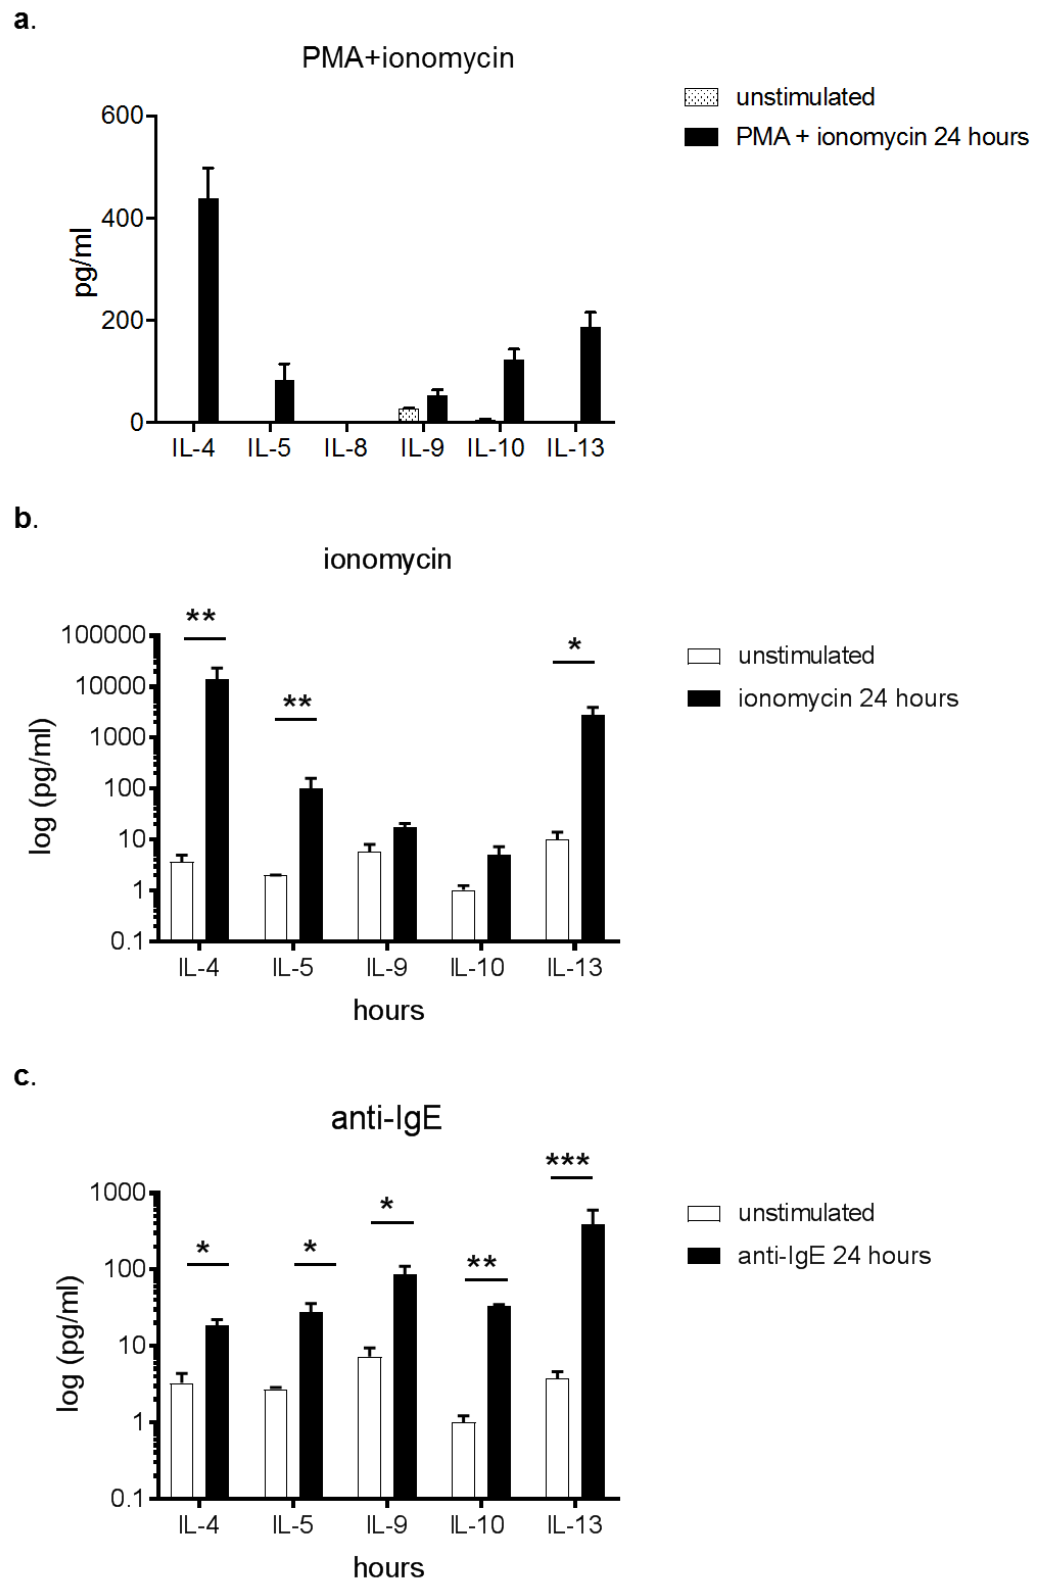 a.
PMA+ionomycin
unstimulated
PMA + ionomycin 24 hours
600
400
200
0
pg/ml
IL-4 IL-5 IL-8 IL-9 IL-10 IL-13
b.
ionomycin
unstimulated
ionomycin 24 hours
** ** *
100000
10000
1000
100
10
1
0.1
log (pg/ml)
IL-4 IL-5 IL-9 IL-10 IL-13
hours
c.
anti-IgE
unstimulated
anti-IgE 24 hours
* * * ** ***
1000
100
10
1
0.1
log (pg/ml)
IL-4 IL-5 IL-9 IL-10 IL-13
hours